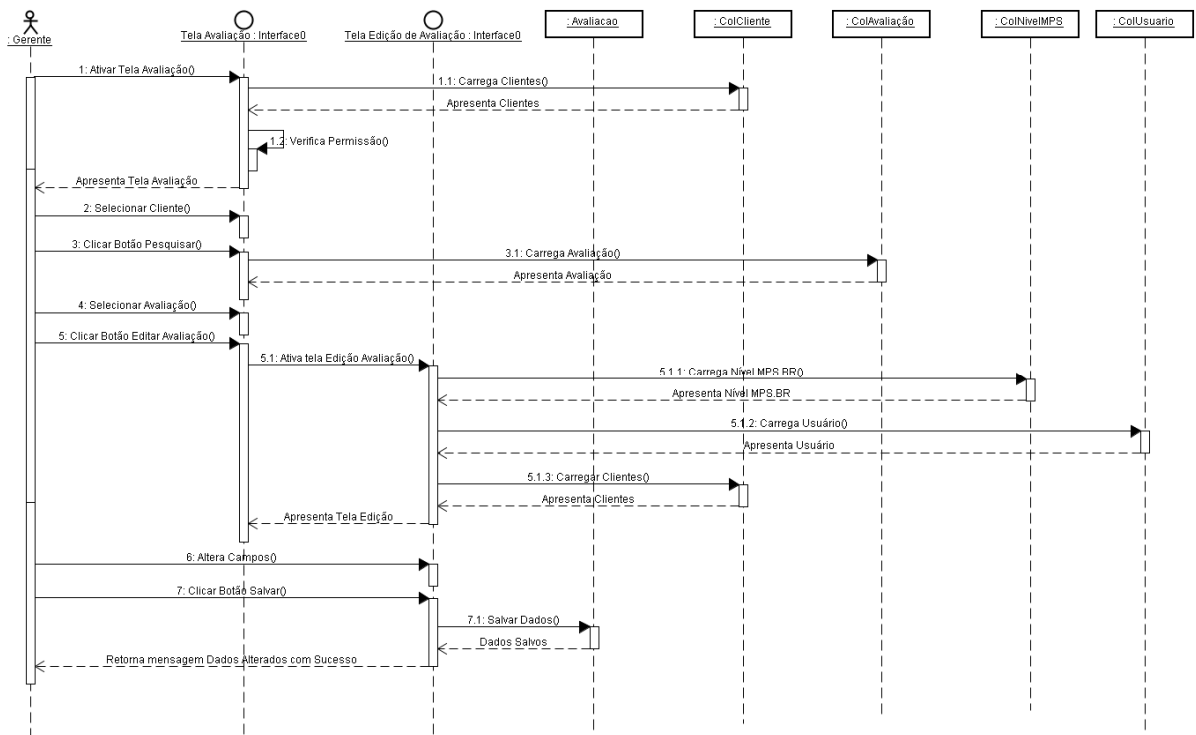 : Gerente
Tela Avaliação : Interface0
Tela Edição de Avaliação : Interface0
: Avaliacao
: ColCliente
: ColAvaliação
: ColNivelMPS
: ColUsuario
1: Ativar Tela Avaliação()
1.1: Carrega Clientes()
Apresenta Clientes
1.2: Verifica Permissão()
Apresenta Tela Avaliação
2: Selecionar Cliente()
3: Clicar Botão Pesquisar()
3.1: Carrega Avaliação()
Apresenta Avaliação
4: Selecionar Avaliação()
5: Clicar Botão Editar Avaliação()
5.1: Ativa tela Edição Avaliação()
5.1.1: Carrega Nível MPS.BR()
Apresenta Nível MPS.BR
5.1.2: Carrega Usuário()
Apresenta Usuário
5.1.3: Carregar Clientes()
Apresenta Clientes
Apresenta Tela Edição
6: Altera Campos()
7: Clicar Botão Salvar()
7.1: Salvar Dados()
Dados Salvos
Retorna mensagem Dados Alterados com Sucesso